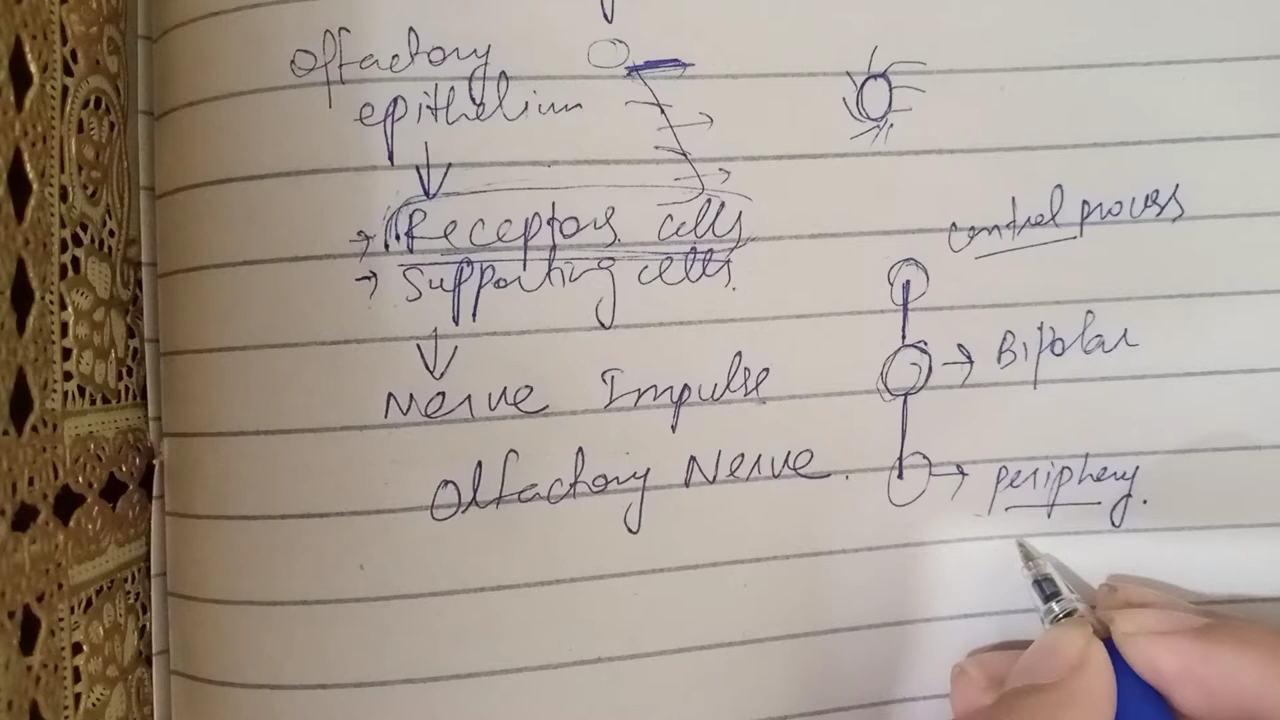 Olfactory
epithelium
→ Receptors cells
→ Supporting cells.
Nerve Impulse
Olfactory Nerve.
central process
→ Bipolar
→ periphery.